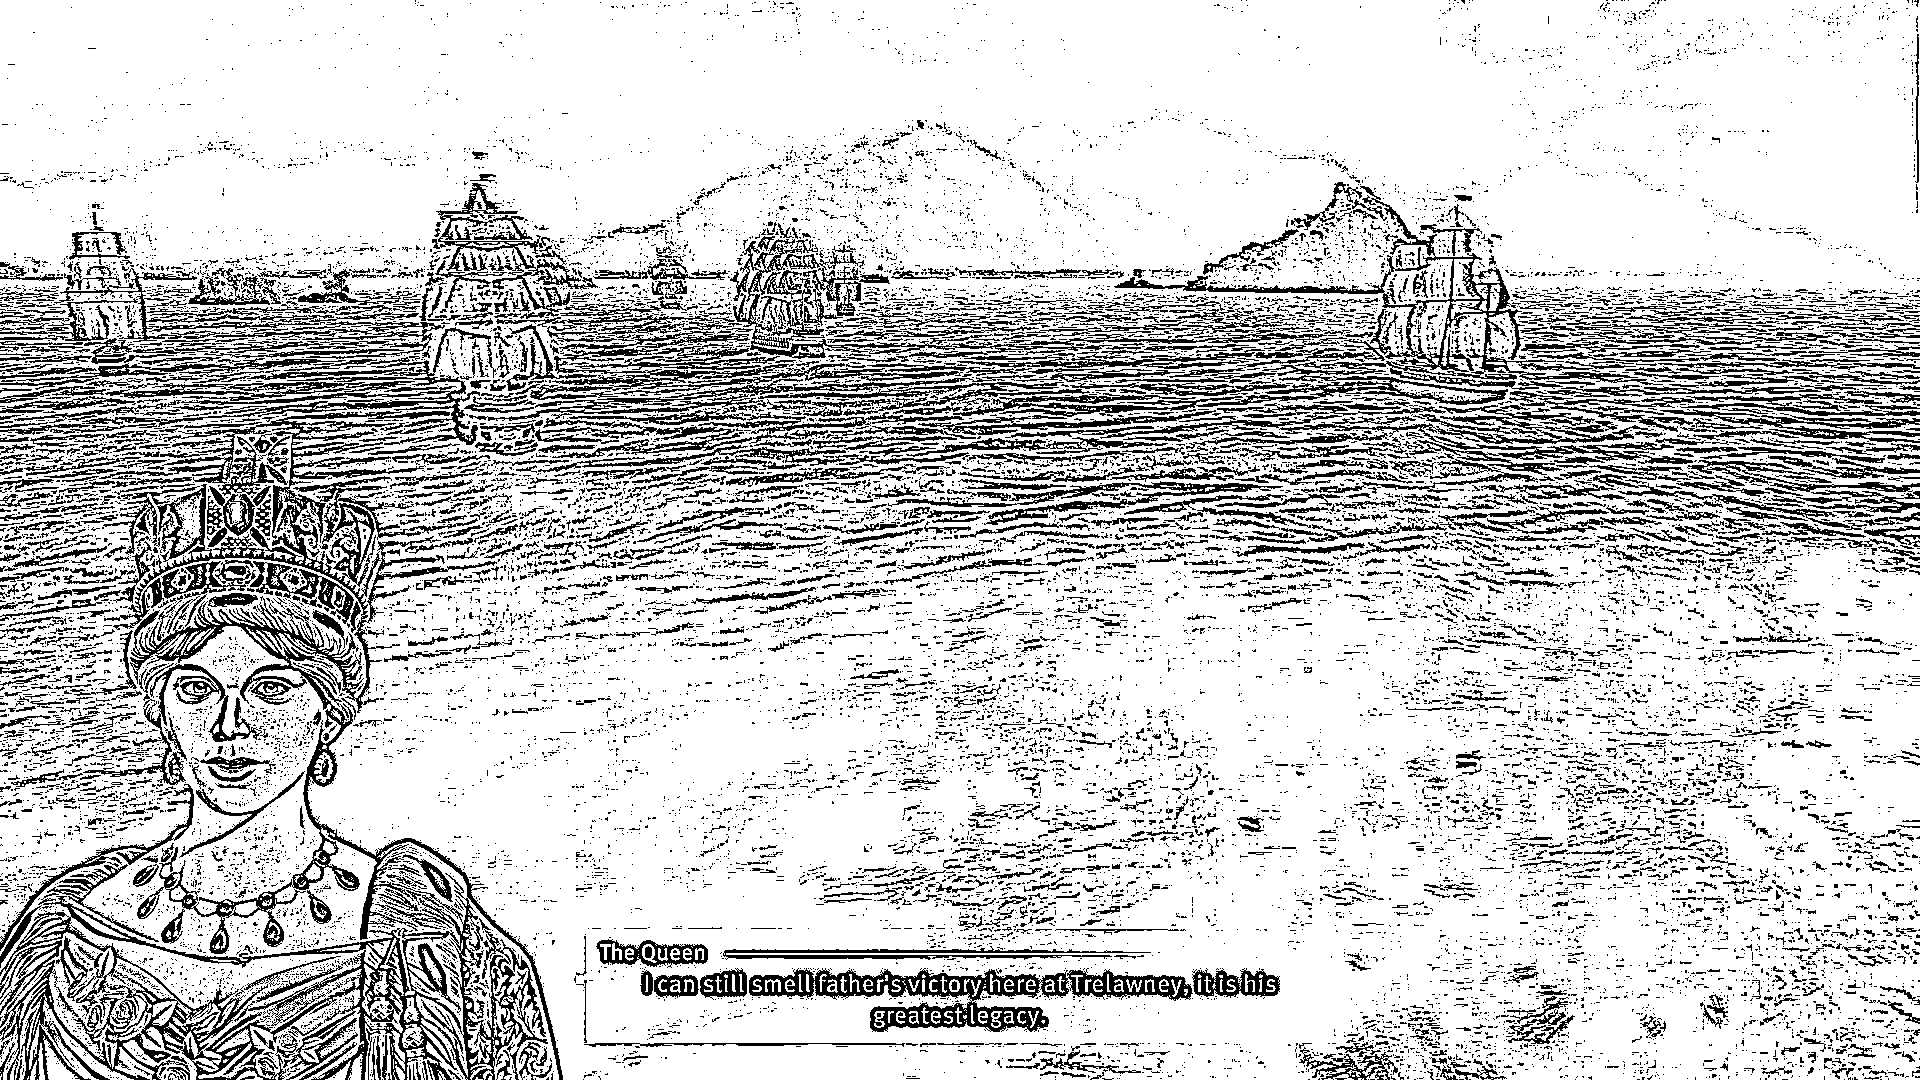 The Queen
I can still smell father's victory here at Trelawney, it is his
greatest legacy.